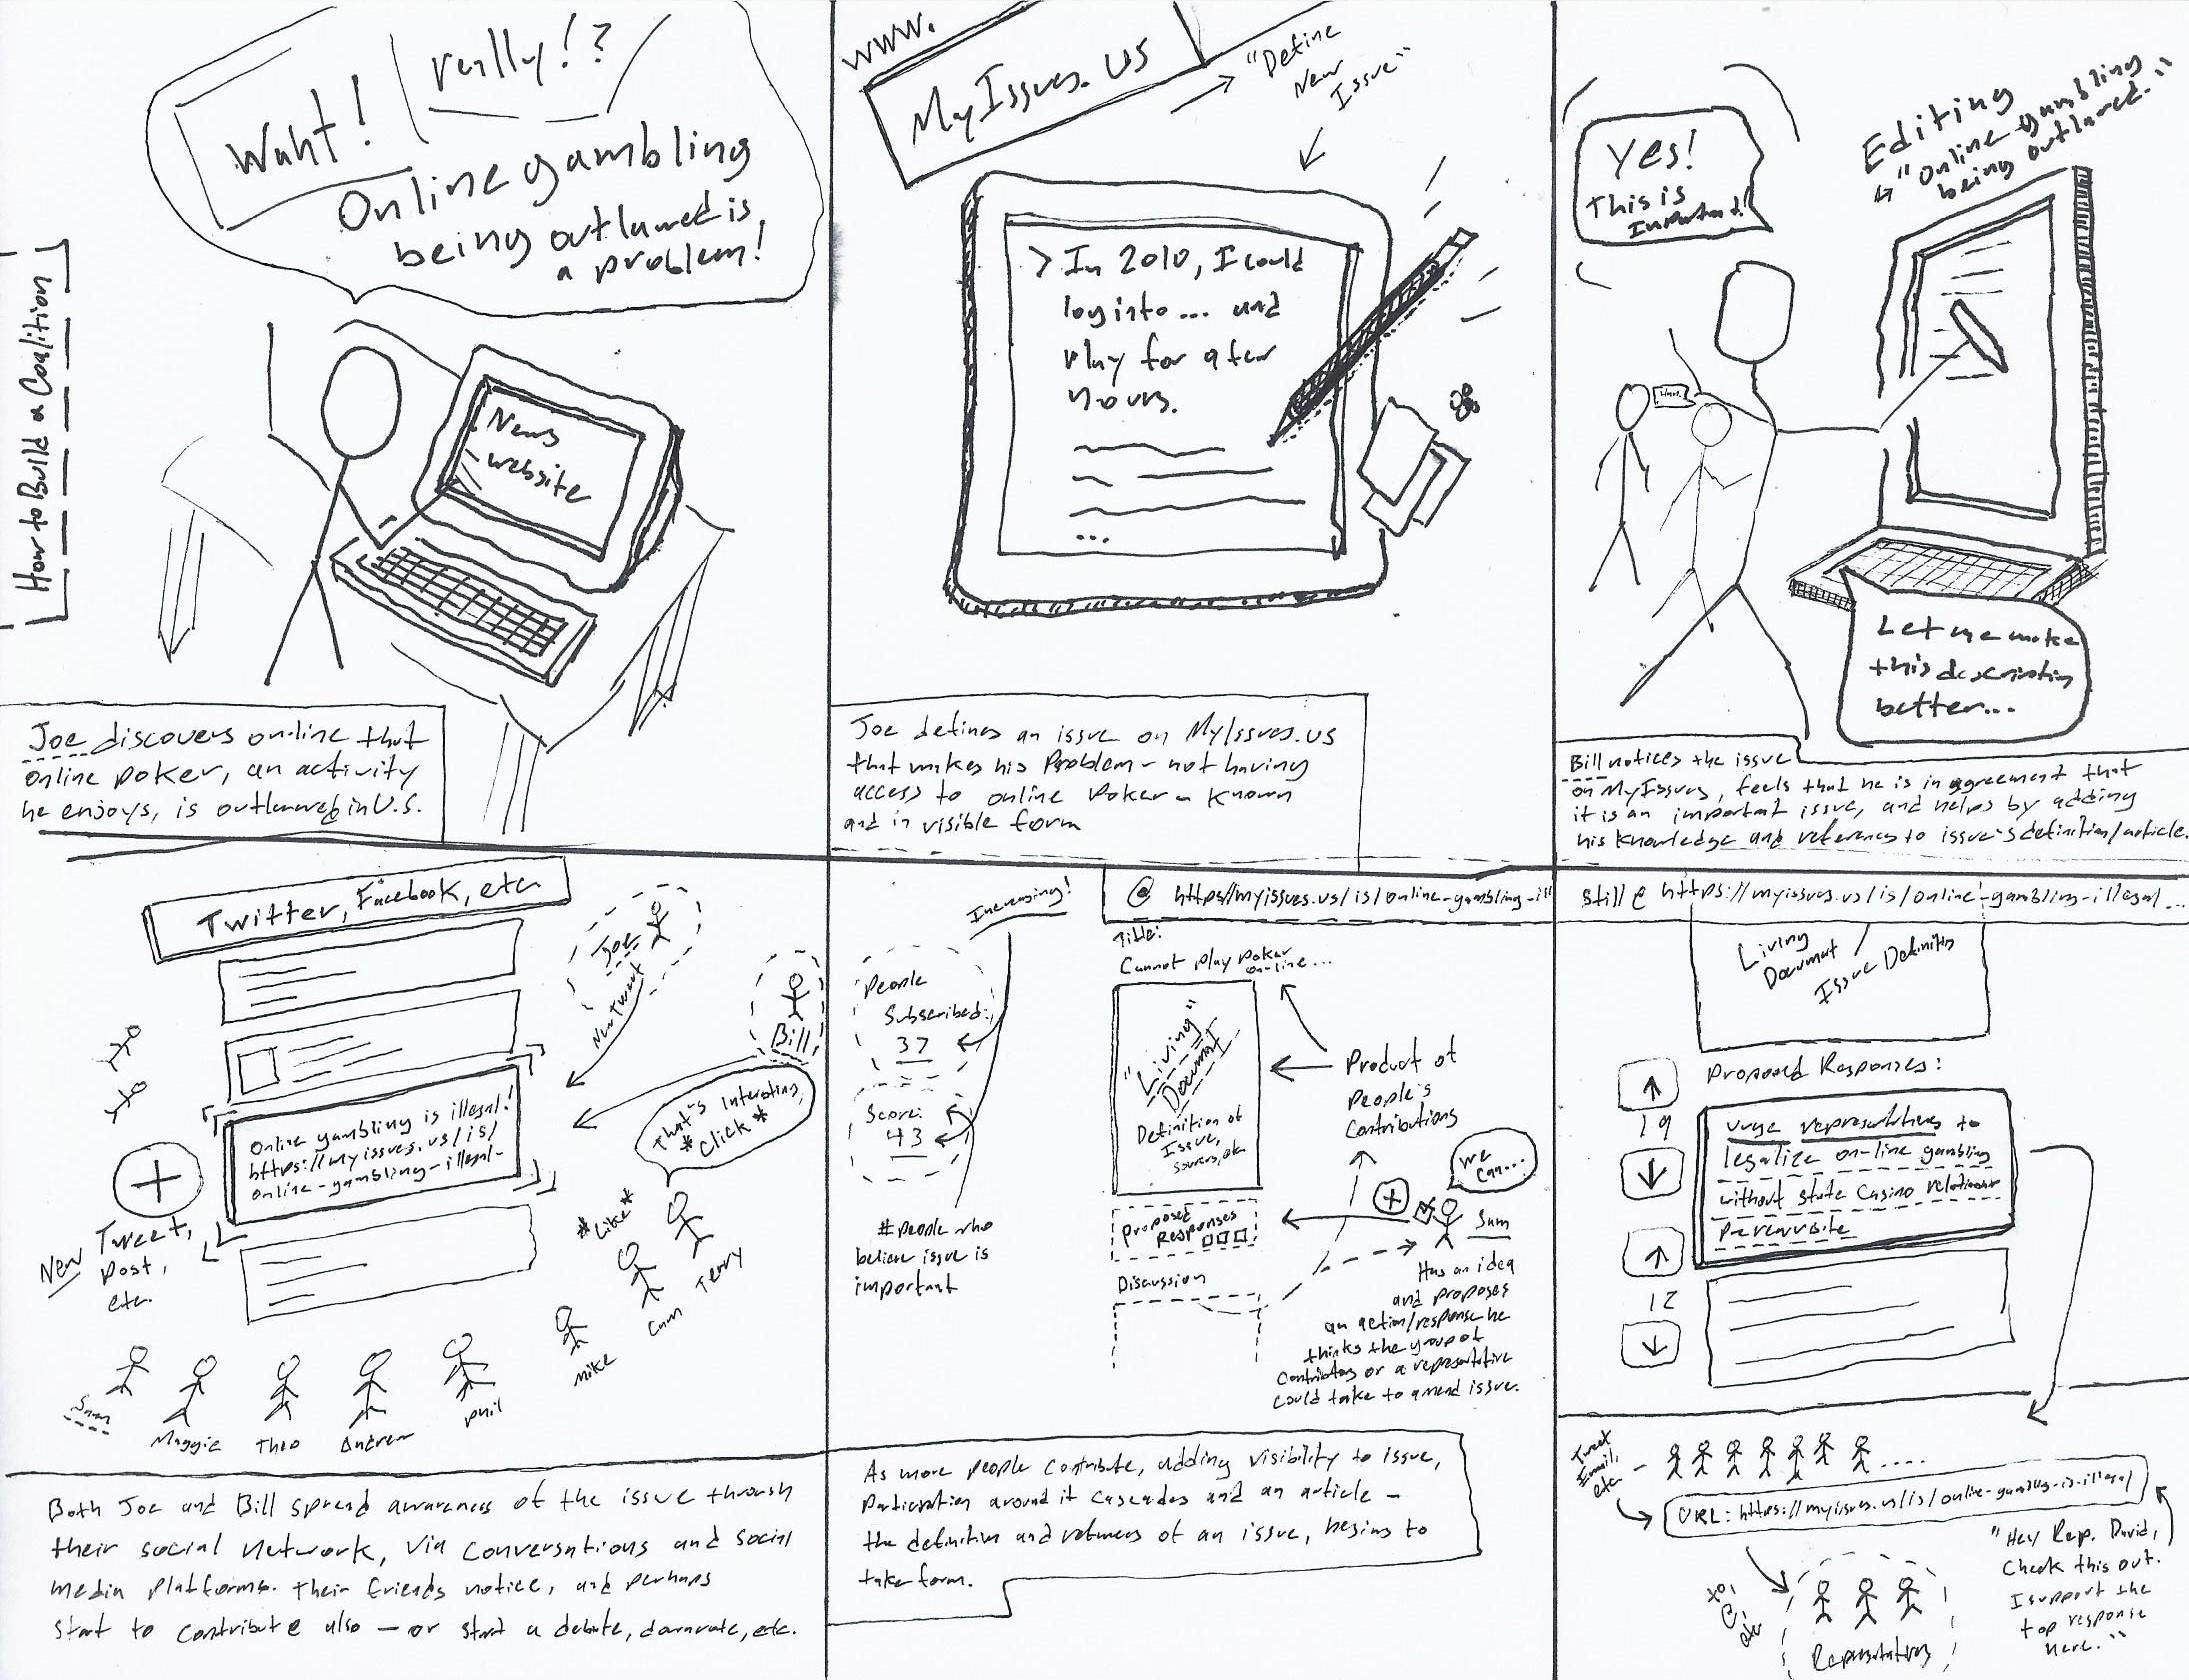 How to Build a Coalition
Waht!
really!?
Online gambling
being outlawed is
a problem!
News
website
Joe discovers online that
online poker, an activity
he enjoys, is outlawed in U.S.
www.
MyIssues.us
"Define
New
Issue"
> In 2010, I could
log into... and
play for a few
hours.
...
Joe defines an issue on MyIssues.us
that makes his Problem - not having
access to online Poker - known
and in visible form
Yes!
This is
Important!
Editing
"Online gambling
being outlawed."
Let me make
this description
better...
Bill notices the issue
on MyIssues, feels that he is in agreement that
it is an important issue, and helps by adding
his knowledge and references to issue's definition/article.
Twitter, Facebook, etc
Joe
New Tweet
Bill
Online gambling is illegal!
https://myissues.us/is/
online-gambling-illegal-
That's Interesting,
*Click*
New Tweet,
post,
etc.
*Like*
Terry
Cam
Mike
Phil
Andrew
Theo
Maggie
Sam
Both Joe and Bill spread awareness of the issue through
their social network, via conversations and social
media platforms. Their friends notice, and perhaps
start to contribute also - or start a debate, etc.
Increasing!
@ https://myissues.us/is/online-gambling-ill
Title:
Cannot play poker
on-line...
People
Subscribed:
37
Score:
43
# people who
believe issue is
important
"Living"
Document
Definition of
Issue,
sources, etc
Product of
People's
Contributions
Proposed
Responses
Discussion
We
Can...
Sam
Has an idea
and proposes
an action/response he
thinks the group of
contributors or a representative
could take to amend issue.
As more people contribute, adding visibility to issue,
participation around it cascades and an article -
the definition and of an issue, begins to
take form.
Still @ https://myissues.us/is/online-gambling-illegal...
Living
Document /
Issue Definition
Proposed Responses:
19
Urge representatives to
legalize on-line gambling
without state Casino relationship
prerequisite
12
Tweet
Email,
etc
URL: https://myissues.us/is/online-gambling-is-illegal/
"Hey Rep. David,
Check this out.
I support the
top response
here."
Representatives